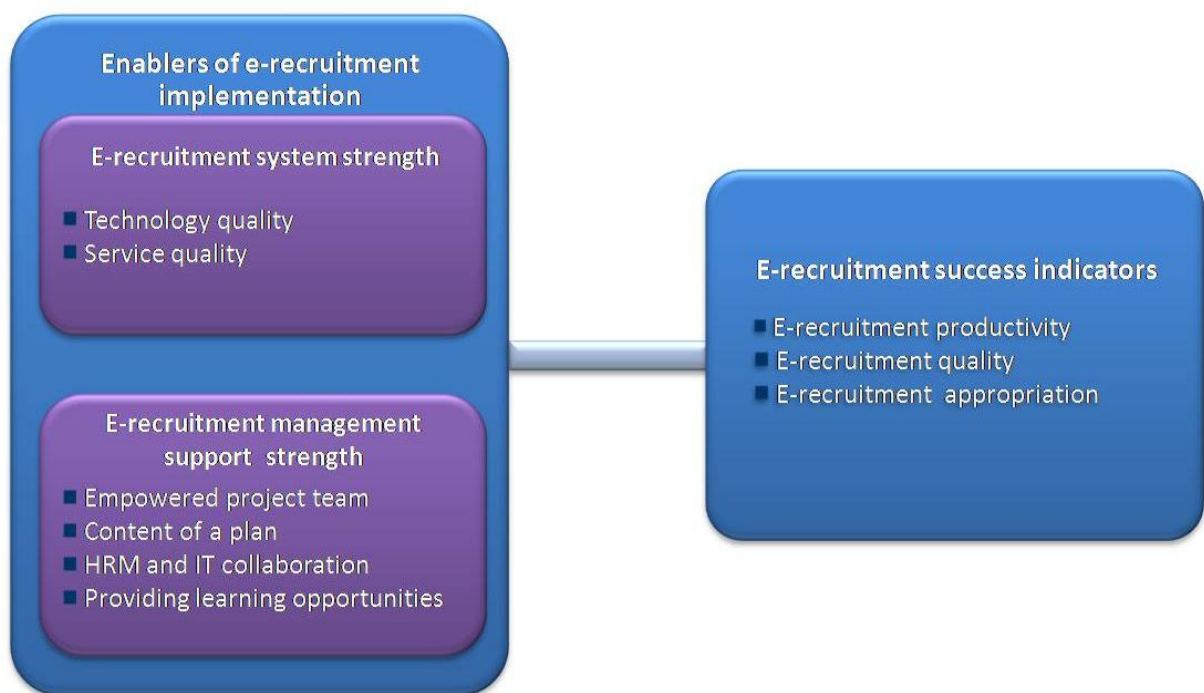 Enablers of e-recruitment
implementation
E-recruitment system strength
Technology quality
Service quality
E-recruitment management
support strength
Empowered project team
Content of a plan
HRM and IT collaboration
Providing learning opportunities
E-recruitment success indicators
E-recruitment productivity
E-recruitment quality
E-recruitment appropriation